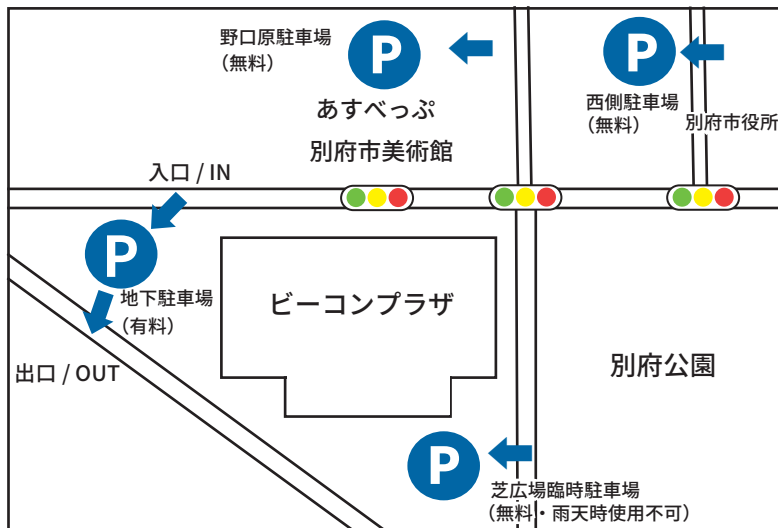 野口原駐車場
（無料）
P
P
西側駐車場
（無料）
別府市役所
あすべっぷ
別府市美術館
入口 / IN
P
地下駐車場
（有料）
出口 / OUT
ビーコンプラザ
別府公園
P
芝広場臨時駐車場
（無料・雨天時使用不可）